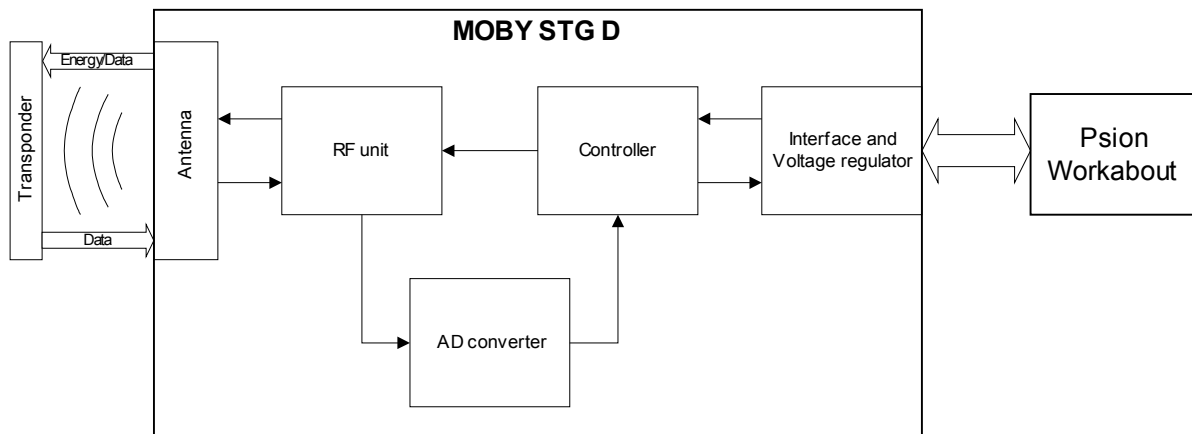 MOBY STG D
Energy/Data
Transponder
Antenna
RF unit
Controller
Interface and
Voltage regulator
Psion
Workabout
Data
AD converter